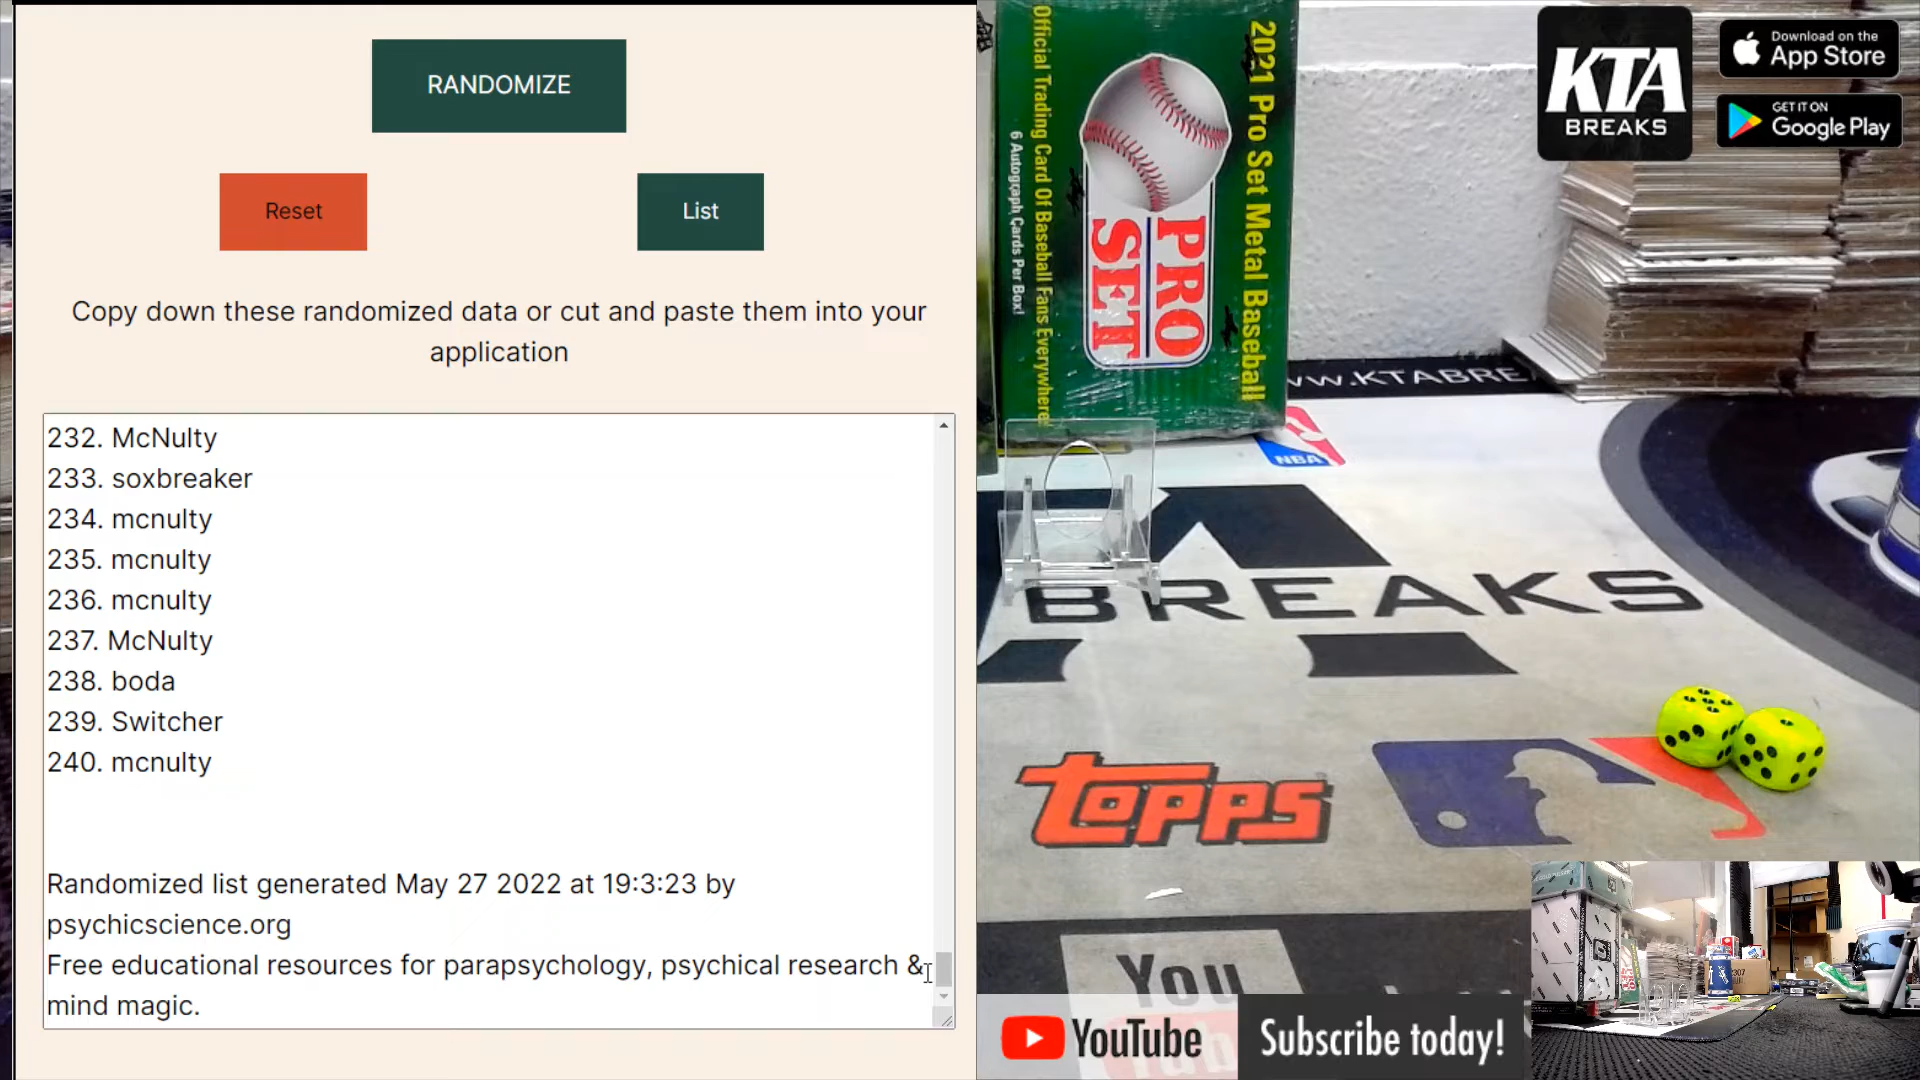 RANDOMIZE
Reset
List
Copy down these randomized data or cut and paste them into your
application
232. McNulty
233. soxbreaker
234. mcnulty
235. mcnulty
236. mcnulty
237. McNulty
238. boda
239. Switcher
240. mcnulty
Randomized list generated May 27 2022 at 19:3:23 by
psychicscience.org
Free educational resources for parapsychology, psychical research &
mind magic.
2021 Pro Set Metal Baseball
PRO
SET
Official Trading Card Of Baseball Fans Everywhere!
6 Autograph Cards Per Box!
KTA
BREAKS
Download on the
App Store
GET IT ON
Google Play
WW.KTABRE
NBA
BREAKS
TOPPS
You
YouTube
Subscribe today!